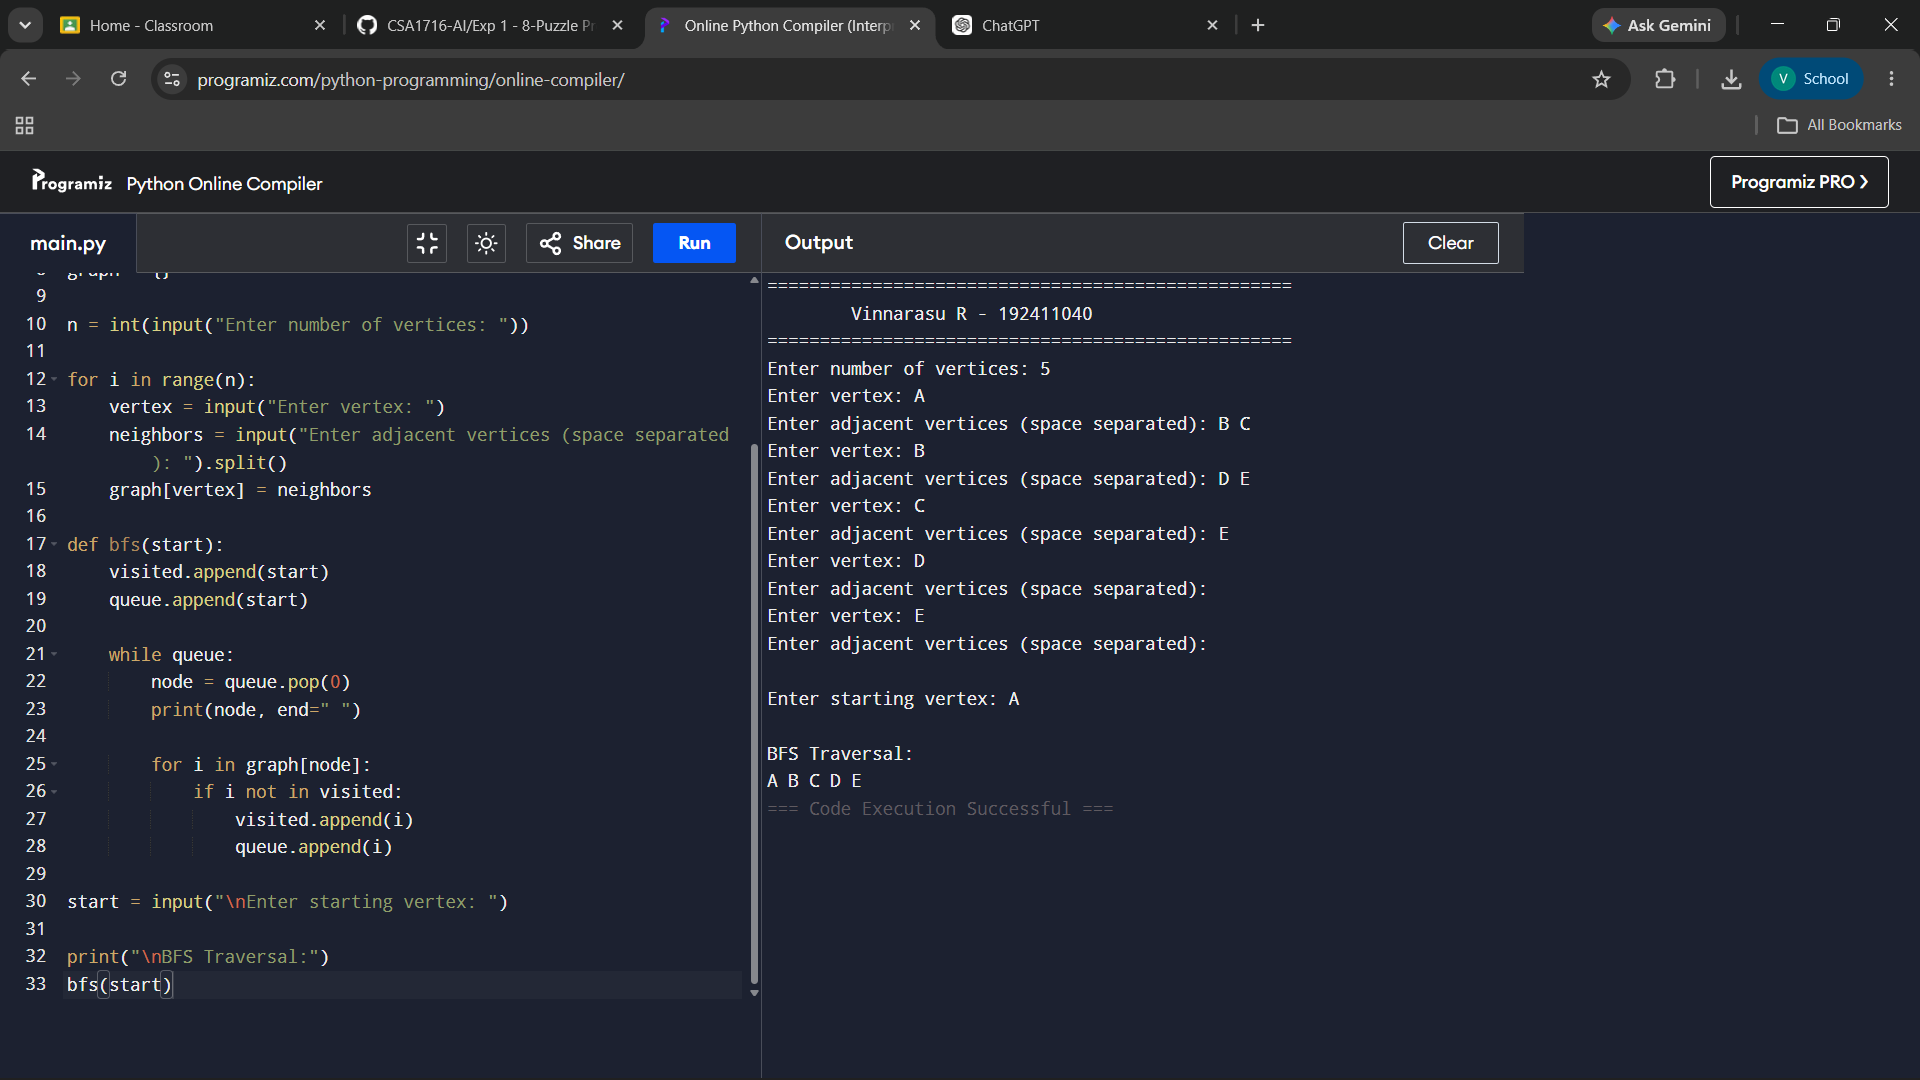 Home - Classroom
CSA1716-AI/Exp 1 - 8-Puzzle Pr
Online Python Compiler (Interp
ChatGPT
Ask Gemini
programiz.com/python-programming/online-compiler/
V School
All Bookmarks
Programiz Python Online Compiler
Programiz PRO
main.py
Share
Run
Output
Clear
9
10 n = int(input("Enter number of vertices: "))
11
12 for i in range(n):
13 vertex = input("Enter vertex: ")
14 neighbors = input("Enter adjacent vertices (space separated
): ").split()
15 graph[vertex] = neighbors
16
17 def bfs(start):
18 visited.append(start)
19 queue.append(start)
20
21 while queue:
22 node = queue.pop(0)
23 print(node, end=" ")
24
25 for i in graph[node]:
26 if i not in visited:
27 visited.append(i)
28 queue.append(i)
29
30 start = input("\nEnter starting vertex: ")
31
32 print("\nBFS Traversal:")
33 bfs(start)
==================================================
Vinnarasu R - 192411040
==================================================
Enter number of vertices: 5
Enter vertex: A
Enter adjacent vertices (space separated): B C
Enter vertex: B
Enter adjacent vertices (space separated): D E
Enter vertex: C
Enter adjacent vertices (space separated): E
Enter vertex: D
Enter adjacent vertices (space separated):
Enter vertex: E
Enter adjacent vertices (space separated):
Enter starting vertex: A
BFS Traversal:
A B C D E
=== Code Execution Successful ===